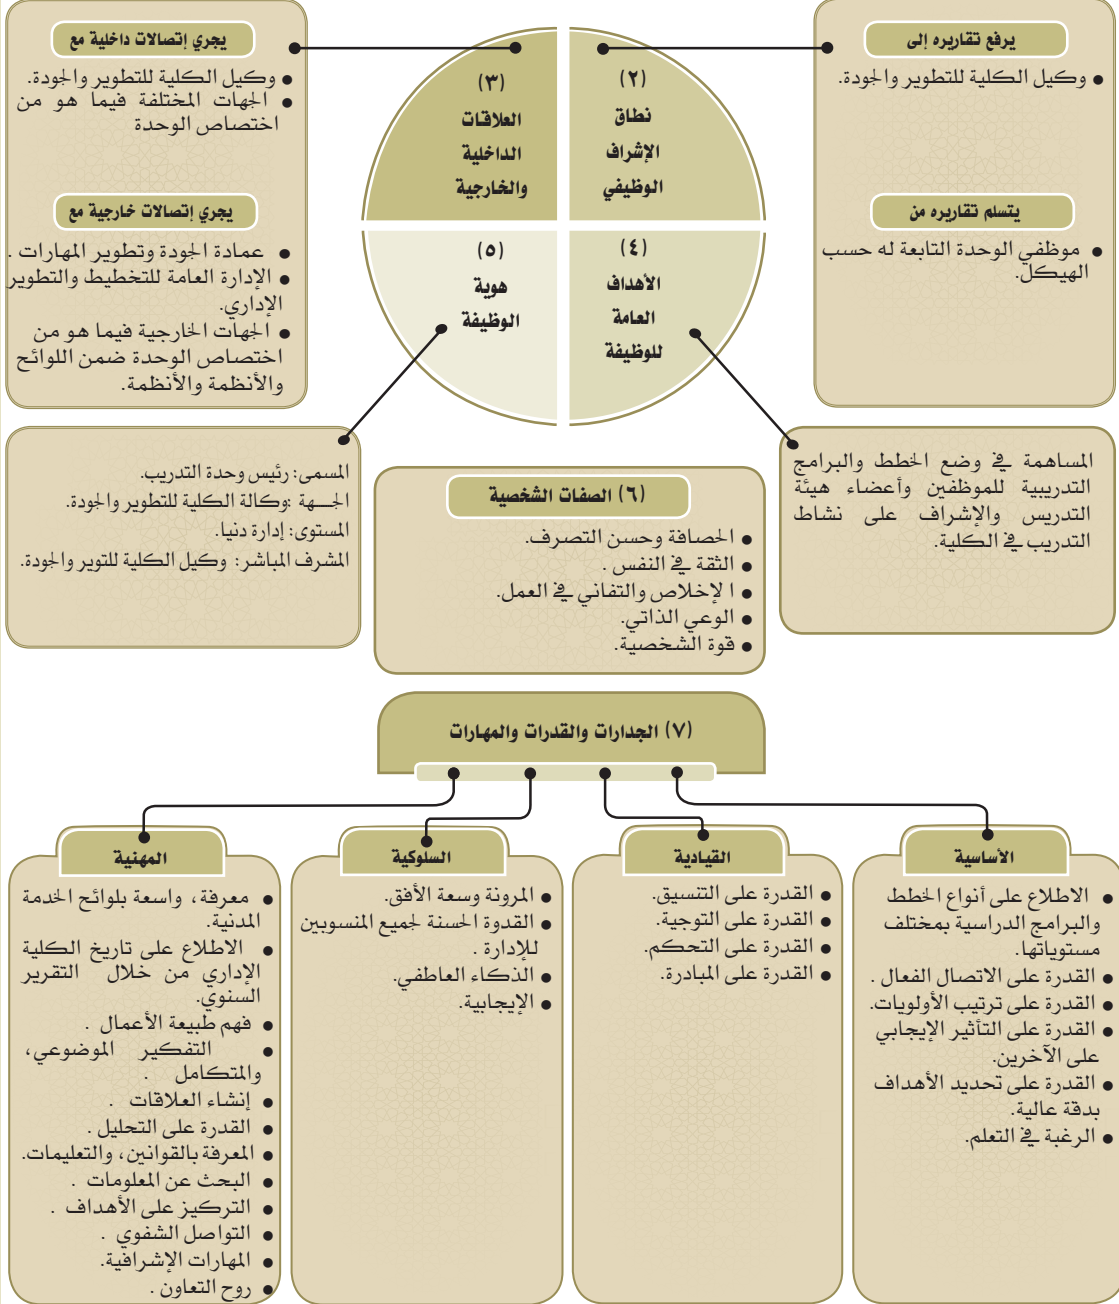 يرفع تقاريره إلى
● وكيل الكلية للتطوير والجودة.
يتسلم تقاريره من
● موظفي الوحدة التابعة له حسب
الهيكل.
(٢)
نطاق
الإشراف
الوظيفي
(٣)
العلاقات
الداخلية
والخارجية
يجري إتصالات داخلية مع
● وكيل الكلية للتطوير والجودة.
● الجهات المختلفة فيما هو من
اختصاص الوحدة
يجري إتصالات خارجية مع
● عمادة الجودة وتطوير المهارات .
● الإدارة العامة للتخطيط والتطوير
الإداري.
● الجهات الخارجية فيما هو من
اختصاص الوحدة ضمن اللوائح
والأنظمة والأنظمة.
(٤)
الأهداف
العامة
للوظيفة
(٥)
هوية
الوظيفة
المساهمة في وضع الخطط والبرامج
التدريبية للموظفين وأعضاء هيئة
التدريس والإشراف على نشاط
التدريب في الكلية.
المسمى: رئيس وحدة التدريب.
الجـــهة :وكالة الكلية للتطوير والجودة.
المستوى: إدارة دنيا.
المشرف المباشر: وكيل الكلية للتوير والجودة.
(٦) الصفات الشخصية
● الحصافة وحسن التصرف.
● الثقة في النفس .
● ا لإخلاص والتفاني في العمل.
● الوعي الذاتي.
● قوة الشخصية.
(٧) الجدارات والقدرات والمهارات
الأساسية
● الاطلاع على أنواع الخطط
والبرامج الدراسية بمختلف
مستوياتها.
● القدرة على الاتصال الفعال .
● القدرة على ترتيب الأولويات.
● القدرة على التأثير الإيجابي
على الآخرين.
● القدرة على تحديد الأهداف
بدقة عالية.
● الرغبة في التعلم.
القيادية
● القدرة على التنسيق.
● القدرة على التوجية.
● القدرة على التحكم.
● القدرة على المبادرة.
السلوكية
● المرونة وسعة الأفق.
● القدوة الحسنة لجميع المنسوبين
للإدارة .
● الذكاء العاطفي.
● الإيجابية.
المهنية
● معرفة، واسعة بلوائح الخدمة
المدنية.
● الاطلاع على تاريخ الكلية
الإداري من خلال التقرير
السنوي.
● فهم طبيعة الأعمال .
● التفكير الموضوعي،
والمتكامل .
● إنشاء العلاقات .
● القدرة على التحليل .
● المعرفة بالقوانين، والتعليمات.
● البحث عن المعلومات .
● التركيز على الأهداف .
● التواصل الشفوي .
● المهارات الإشرافية.
● روح التعاون .